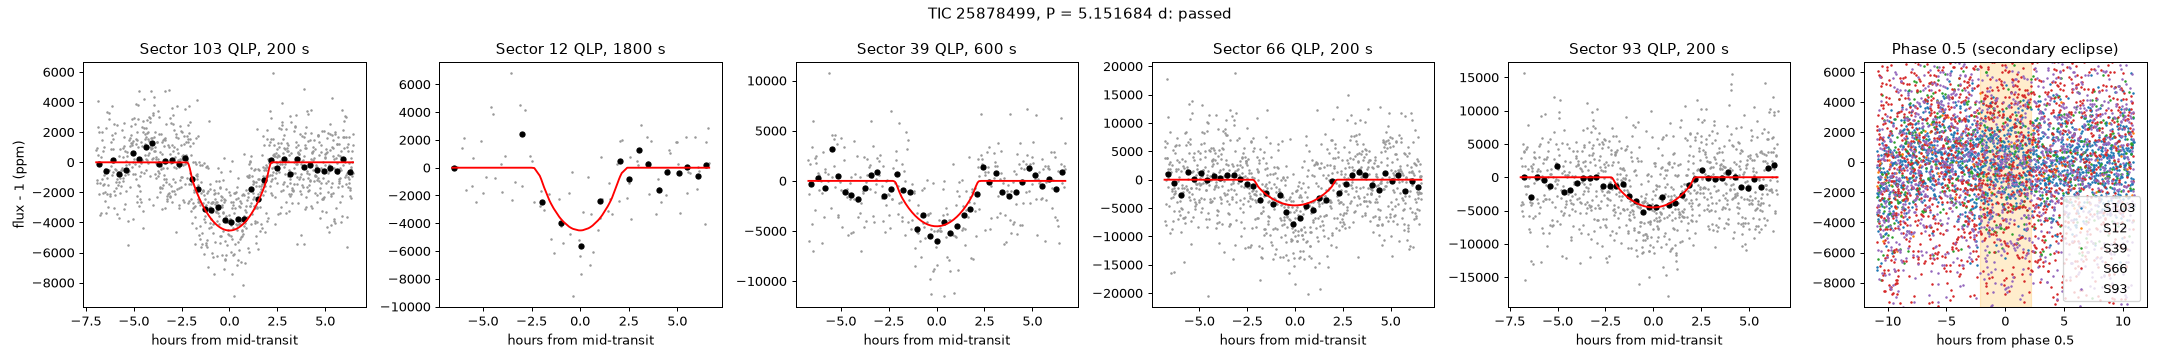 TIC 25878499, P = 5.151684 d: passed
Sector 103 QLP, 200 s
Sector 12 QLP, 1800 s
Sector 39 QLP, 600 s
Sector 66 QLP, 200 s
Sector 93 QLP, 200 s
Phase 0.5 (secondary eclipse)
flux - 1 (ppm)
6000
4000
2000
0
−2000
−4000
−6000
−8000
−7.5 −5.0 −2.5 0.0 2.5 5.0
hours from mid-transit
6000
4000
2000
0
−2000
−4000
−6000
−8000
−10000
−5.0 −2.5 0.0 2.5 5.0
hours from mid-transit
10000
5000
0
−5000
−10000
−5.0 −2.5 0.0 2.5 5.0
hours from mid-transit
20000
15000
10000
5000
0
−5000
−10000
−15000
−20000
−5.0 −2.5 0.0 2.5 5.0
hours from mid-transit
15000
10000
5000
0
−5000
−10000
−15000
−7.5 −5.0 −2.5 0.0 2.5 5.0
hours from mid-transit
6000
4000
2000
0
−2000
−4000
−6000
−8000
S103
S12
S39
S66
S93
−10 −5 0 5 10
hours from phase 0.5